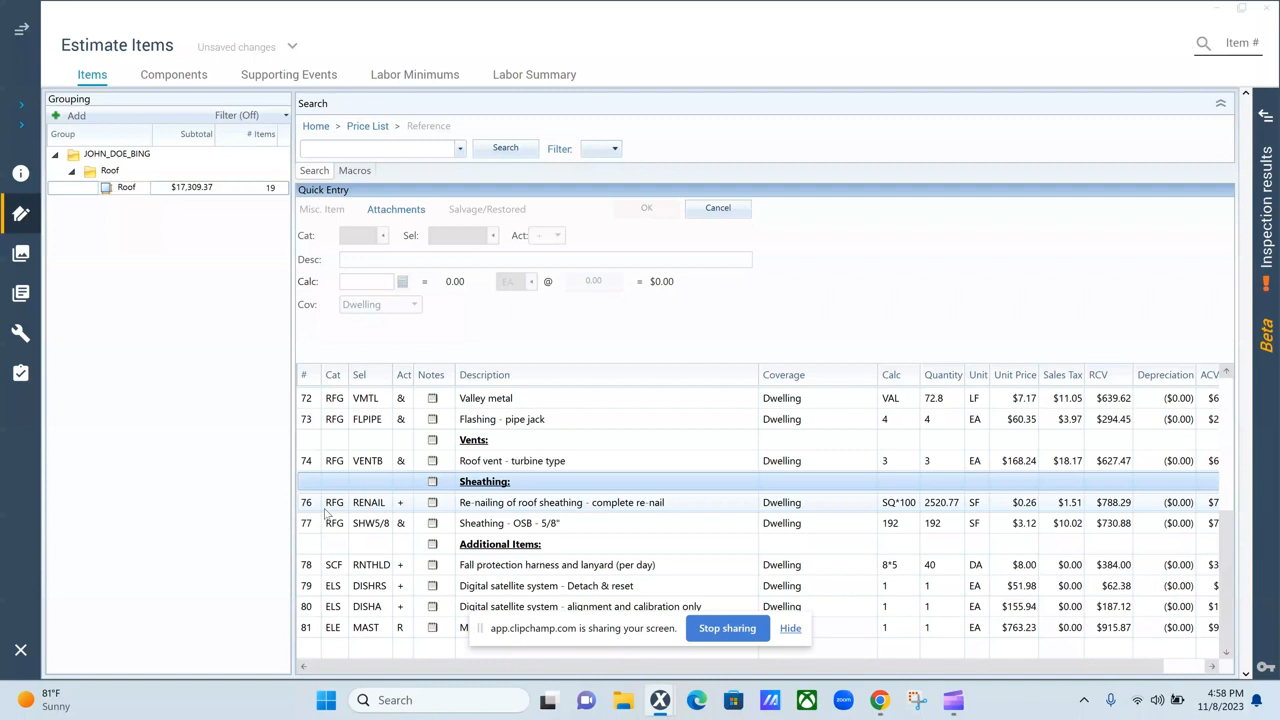 Estimate Items
Unsaved changes
Item #
Items
Components
Supporting Events
Labor Minimums
Labor Summary
Grouping
Add
Filter (Off)
Group
Subtotal
# Items
JOHN_DOE_BING
Roof
Roof $17,309.37 19
Search
Home > Price List > Reference
Search
Filter:
Search
Macros
Quick Entry
Misc. Item
Attachments
Salvage/Restored
OK
Cancel
Cat:
Sel:
Act: -
Desc:
Calc: = 0.00 EA @ 0.00 = $0.00
Cov: Dwelling
# Cat Sel Act Notes Description Coverage Calc Quantity Unit Unit Price Sales Tax RCV Depreciation ACV
72 RFG VMTL & Valley metal Dwelling VAL 72.8 LF $7.17 $11.05 $639.62 ($0.00) $6
73 RFG FLPIPE & Flashing - pipe jack Dwelling 4 4 EA $60.35 $3.97 $294.45 ($0.00) $2
Vents:
74 RFG VENTB & Roof vent - turbine type Dwelling 3 3 EA $168.24 $18.17 $627.47 ($0.00) $6
Sheathing:
76 RFG RENAIL + Re-nailing of roof sheathing - complete re-nail Dwelling SQ*100 2520.77 SF $0.26 $1.51 $788.29 ($0.00) $7
77 RFG SHW5/8 & Sheathing - OSB - 5/8" Dwelling 192 192 SF $3.12 $10.02 $730.88 ($0.00) $7
Additional Items:
78 SCF RNTHLD + Fall protection harness and lanyard (per day) Dwelling 8*5 40 DA $8.00 $0.00 $384.00 ($0.00) $3
79 ELS DISHRS + Digital satellite system - Detach & reset Dwelling 1 1 EA $51.98 $0.00 $62.38 ($0.00) $
80 ELS DISHA + Digital satellite system - alignment and calibration only Dwelling 1 1 EA $155.94 $0.00 $187.12 ($0.00) $
81 ELE MAST R M Dwelling 1 1 EA $763.23 $0.00 $915.87 ($0.00) $9
app.clipchamp.com is sharing your screen.
Stop sharing
Hide
Inspection results
Beta
81°F
Sunny
Search
zoom
4:58 PM
11/8/2023